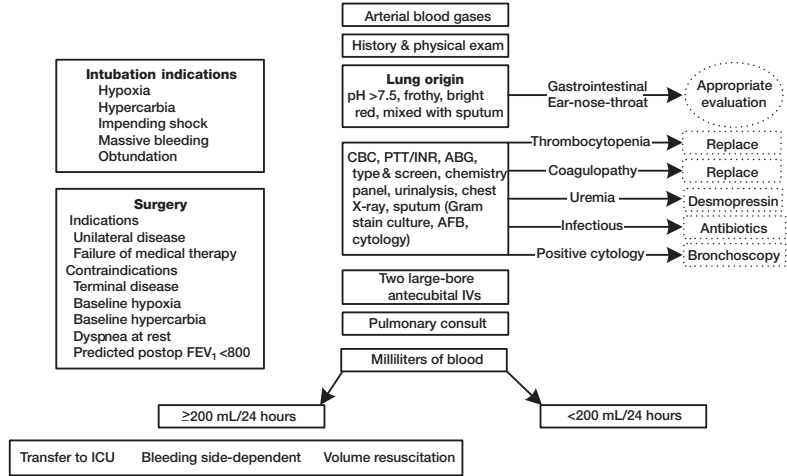 Arterial blood gases
History & physical exam
Intubation indications
Hypoxia
Hypercarbia
Impending shock
Massive bleeding
Obtundation
Lung origin
pH >7.5, frothy, bright
red, mixed with sputum
Gastrointestinal
Ear-nose-throat
Appropriate
evaluation
CBC, PTT/INR, ABG,
type & screen, chemistry
panel, urinalysis, chest
X-ray, sputum (Gram
stain culture, AFB,
cytology)
Thrombocytopenia
Replace
Coagulopathy
Replace
Uremia
Desmopressin
Infectious
Antibiotics
Positive cytology
Bronchoscopy
Surgery
Indications
Unilateral disease
Failure of medical therapy
Contraindications
Terminal disease
Baseline hypoxia
Baseline hypercarbia
Dyspnea at rest
Predicted postop FEV₁ <800
Two large-bore
antecubital IVs
Pulmonary consult
Milliliters of blood
≥200 mL/24 hours
<200 mL/24 hours
Transfer to ICU Bleeding side-dependent Volume resuscitation